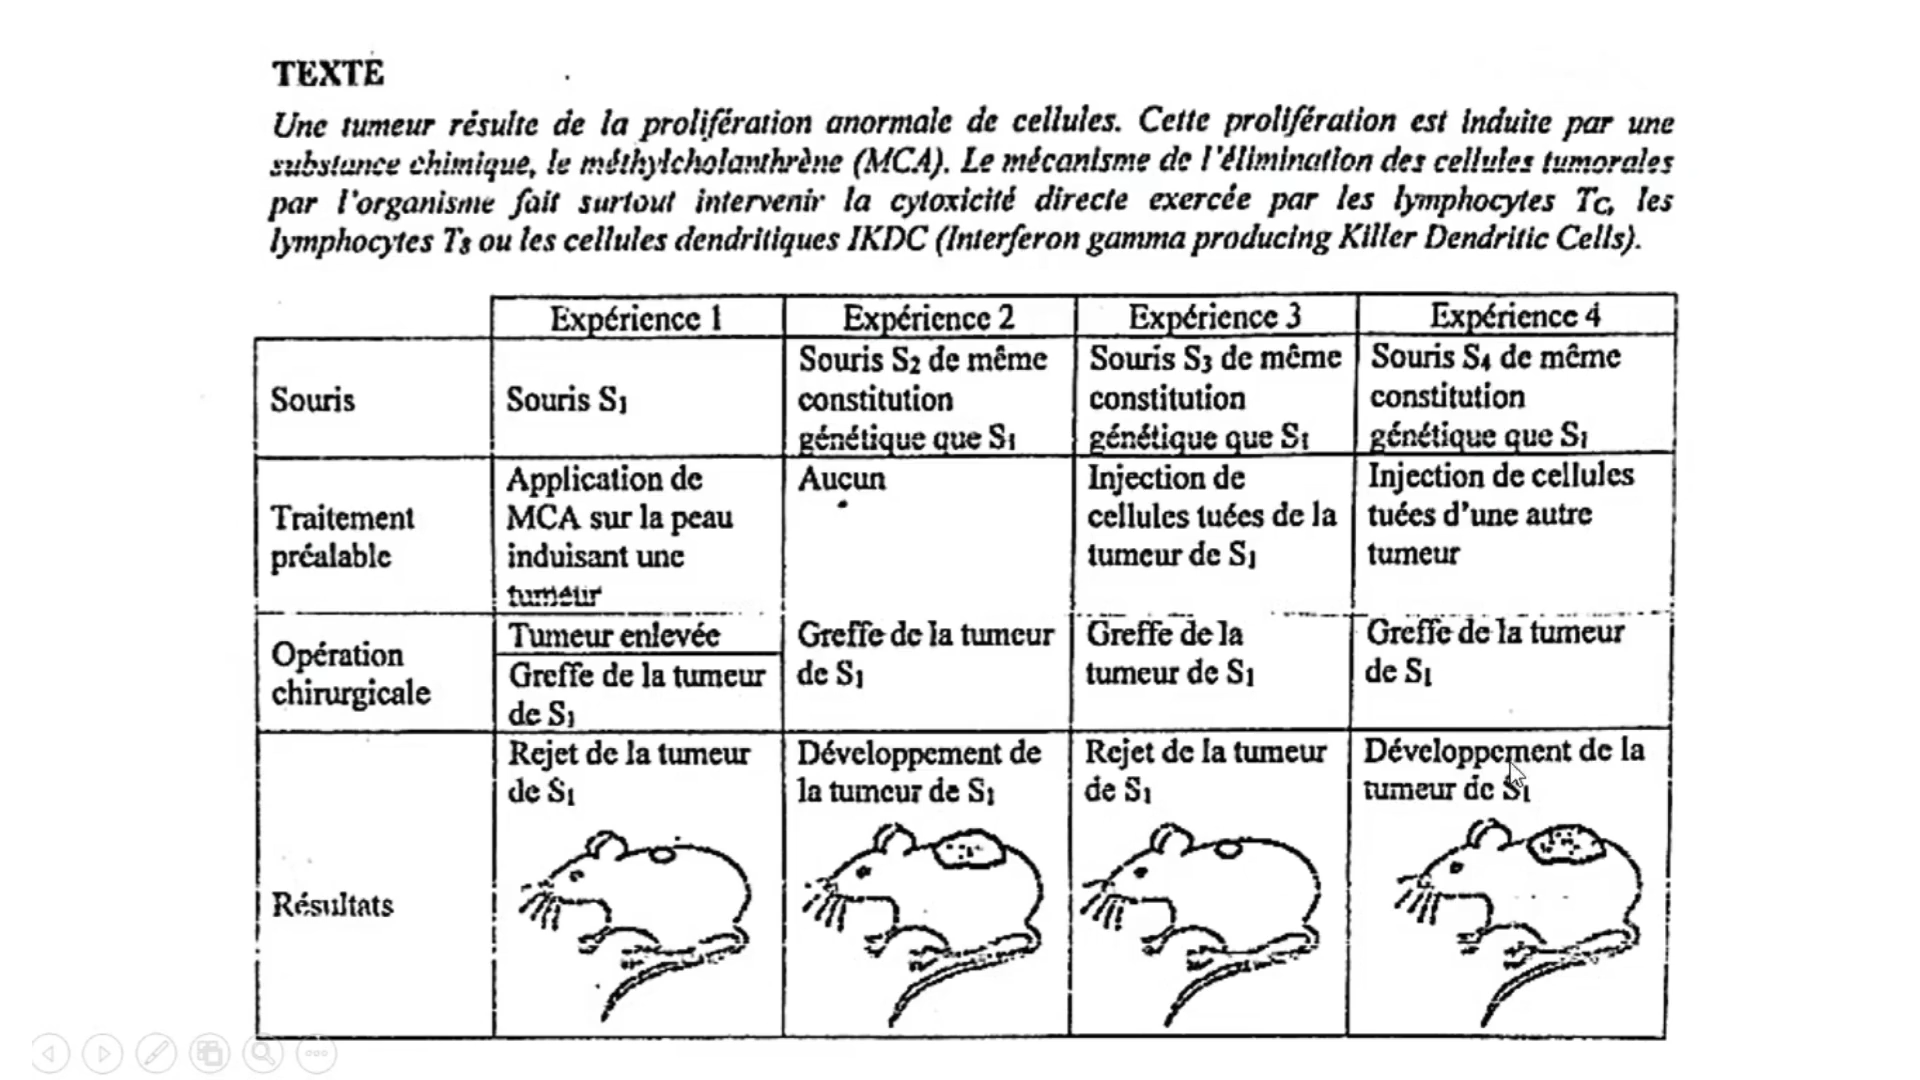 TEXTE
Une tumeur résulte de la prolifération anormale de cellules. Cette prolifération est induite par une
substance chimique, le méthylcholanthrène (MCA). Le mécanisme de l'élimination des cellules tumorales
par l'organisme fait surtout intervenir la cytoxicité directe exercée par les lymphocytes TC, les
lymphocytes T8 ou les cellules dendritiques IKDC (Interferon gamma producing Killer Dendritic Cells).
Expérience 1
Expérience 2
Expérience 3
Expérience 4
Souris
Souris S1
Souris S2 de même
constitution
génétique que S1
Souris S3 de même
constitution
génétique que S1
Souris S4 de même
constitution
génétique que S1
Traitement
préalable
Application de
MCA sur la peau
induisant une
tumeur
Aucun
Injection de
cellules tuées de la
tumeur de S1
Injection de cellules
tuées d'une autre
tumeur
Opération
chirurgicale
Tumeur enlevée
Greffe de la tumeur
de S1
Greffe de la tumeur
de S1
Greffe de la
tumeur de S1
Greffe de la tumeur
de S1
Résultats
Rejet de la tumeur
de S1
Développement de
la tumeur de S1
Rejet de la tumeur
de S1
Développement de la
tumeur de S1